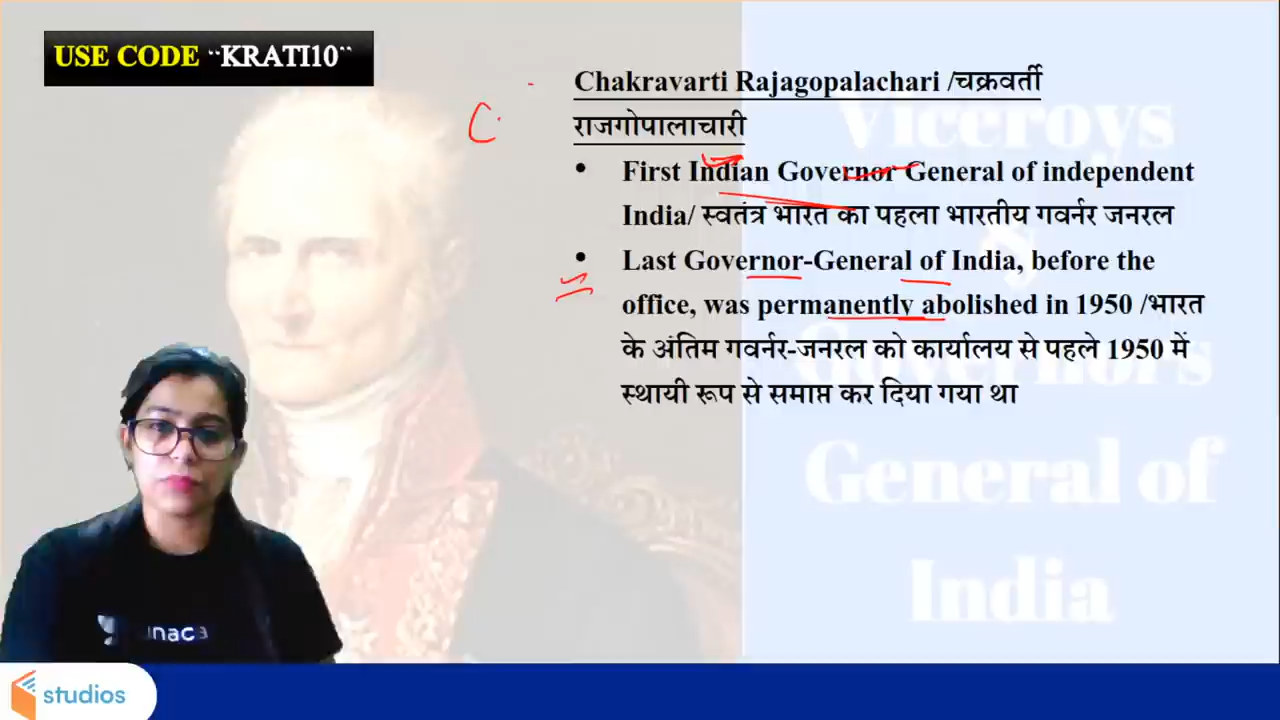 USE CODE “KRATI10”
Chakravarti Rajagopalachari /चक्रवर्ती
राजगोपालाचारी
• First Indian Governor General of independent
India/ स्वतंत्र भारत का पहला भारतीय गवर्नर जनरल
• Last Governor-General of India, before the
office, was permanently abolished in 1950 /भारत
के अंतिम गवर्नर-जनरल को कार्यालय से पहले 1950 में
स्थायी रूप से समाप्त कर दिया गया था
C
Viceroys
&
Governors
General of
India
studios